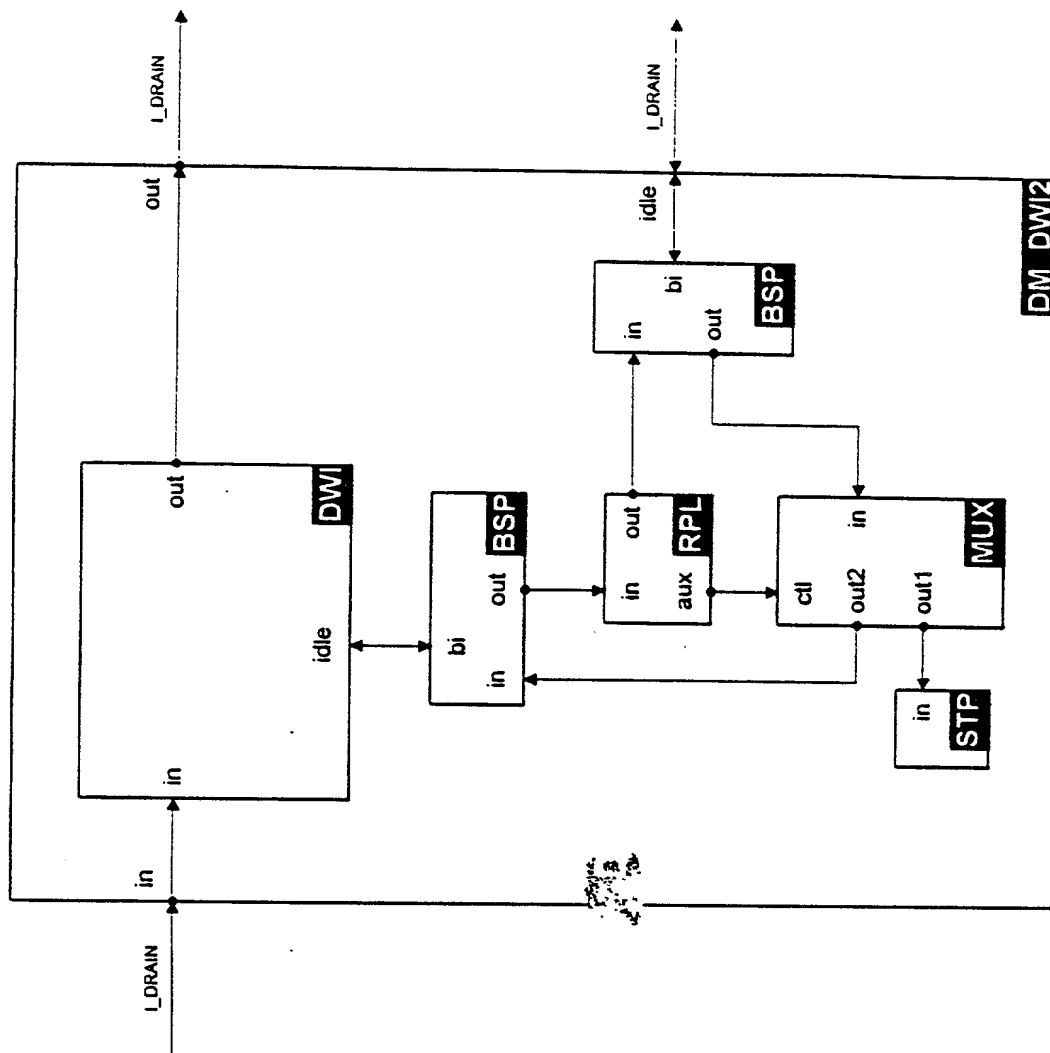 I_DRAIN
I_DRAIN
out
idle
in
out
DWI
idle
in
in
bi
out
BSP
bi
out
in
BSP
out
in
RPL
aux
in
ctl
out2
out1
MUX
in
STP
I_DRAIN
DM_DWI2